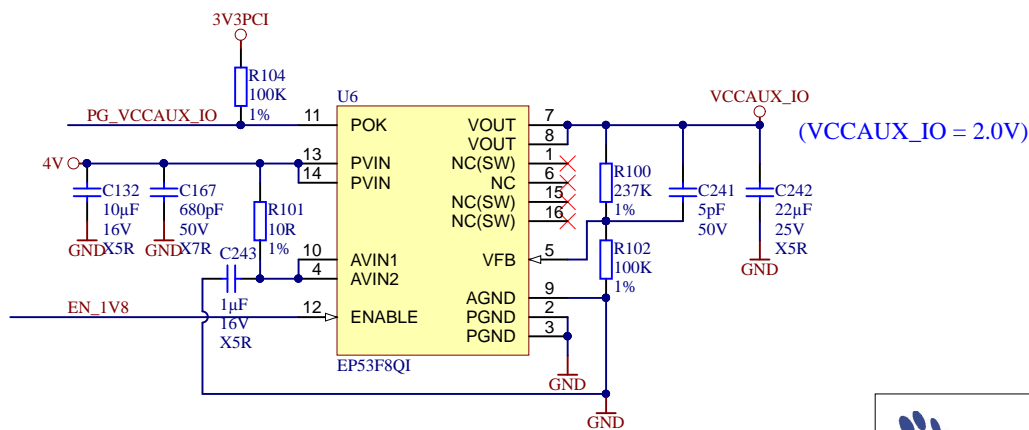 3V3PCI
R104
100K
1%
PG_VCCAUX_IO
U6
11 POK
VOUT 7
VOUT 8
VCCAUX_IO
(VCCAUX_IO = 2.0V)
4V
13 PVIN
14 PVIN
NC(SW) 1
NC 6
NC(SW) 15
NC(SW) 16
C132
10µF
16V
X5R
GND
C167
680pF
50V
X7R
GND
R101
10R
1%
R100
237K
1%
C241
5pF
50V
C242
22µF
25V
X5R
GND
C243
1µF
16V
X5R
10 AVIN1
4 AVIN2
VFB 5
R102
100K
1%
EN_1V8
12 ENABLE
AGND 9
PGND 2
PGND 3
EP53F8QI
GND
GND